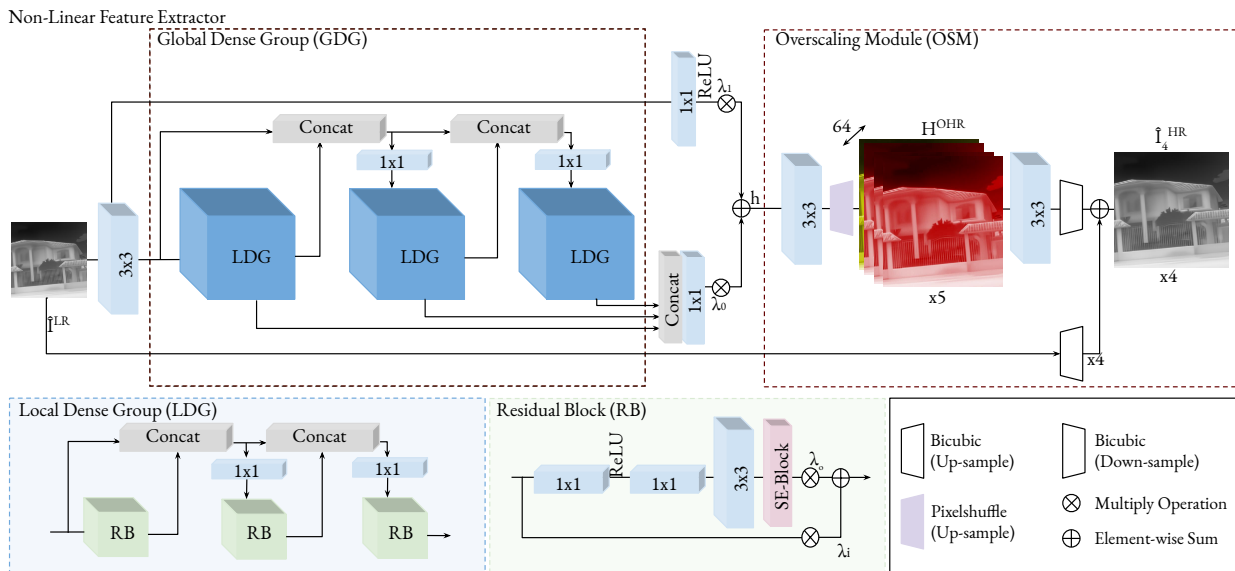 Non-Linear Feature Extractor
Global Dense Group (GDG)
Overscaling Module (OSM)
1x1
ReLU
λ1
Concat
Concat
1x1
1x1
64
H^OHR
Î_4^HR
3x3
LDG
LDG
LDG
h
3x3
3x3
Concat
1x1
λ0
x5
x4
Î^LR
x4
Local Dense Group (LDG)
Concat
Concat
1x1
1x1
RB
RB
RB
Residual Block (RB)
1x1
ReLU
1x1
3x3
SE-Block
λo
λi
Bicubic
(Up-sample)
Bicubic
(Down-sample)
Pixelshuffle
(Up-sample)
Multiply Operation
Element-wise Sum